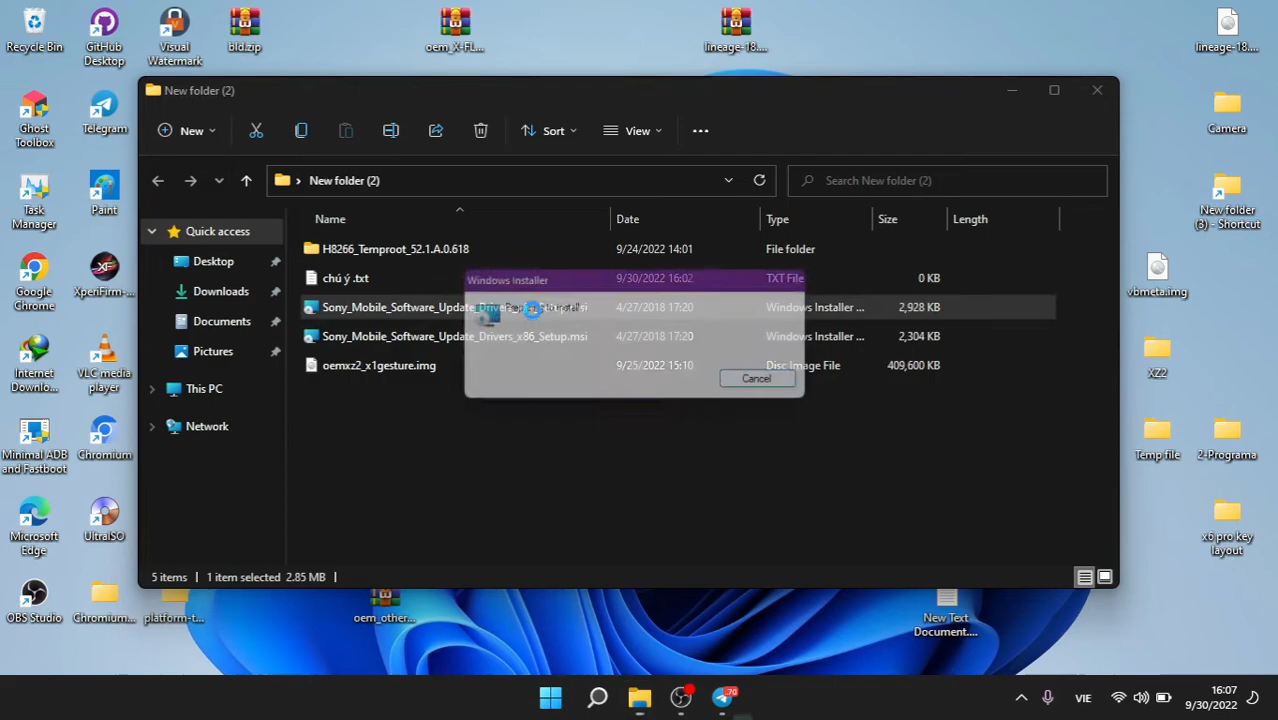 Recycle Bin
GitHub
Desktop
Visual
Watermark
bld.zip
oem_X-FL...
lineage-18....
lineage-18....
Ghost
Toolbox
Telegram
Task
Manager
Paint
Google
Chrome
XperiFirm-...
Internet
Downlo...
VLC media
player
Minimal ADB
and Fastboot
Chromium
Microsoft
Edge
UltraISO
OBS Studio
Chromium...
platform-t...
oem_other...
New Text
Document....
Camera
New folder
(3) - Shortcut
vbmeta.img
XZ2
Temp file
2-Programa
x6 pro key
layout
New folder (2)
New
Sort
View
New folder (2)
Search New folder (2)
Name
Date
Type
Size
Length
Quick access
Desktop
Downloads
Documents
Pictures
This PC
Network
H8266_Temproot_52.1.A.0.618 9/24/2022 14:01 File folder
chú ý .txt 9/30/2022 16:02 TXT File 0 KB
Sony_Mobile_Software_Update_ 4/27/2018 17:20 Windows Installer ... 2,928 KB
Sony_Mobile_Software_Update_Drivers_x86_Setup.msi 4/27/2018 17:20 Windows Installer ... 2,304 KB
oemxz2_x1gesture.img 9/25/2022 15:10 Disc Image File 409,600 KB
Windows Installer
Cancel
5 items 1 item selected 2.85 MB
70
VIE
16:07
9/30/2022